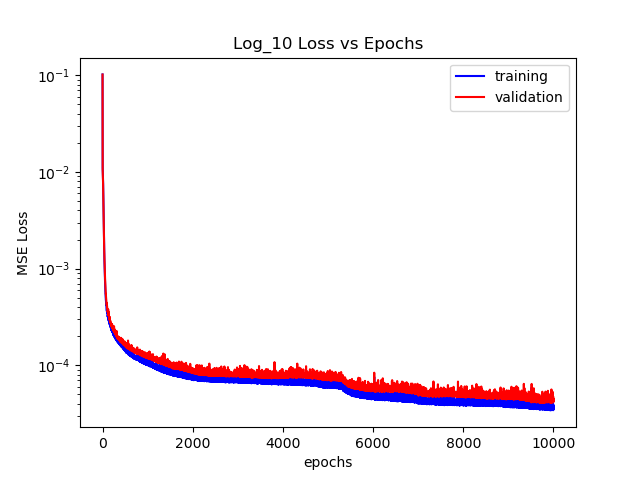 Log_10 Loss vs Epochs
training
validation
MSE Loss
10⁻¹
10⁻²
10⁻³
10⁻⁴
0 2000 4000 6000 8000 10000
epochs